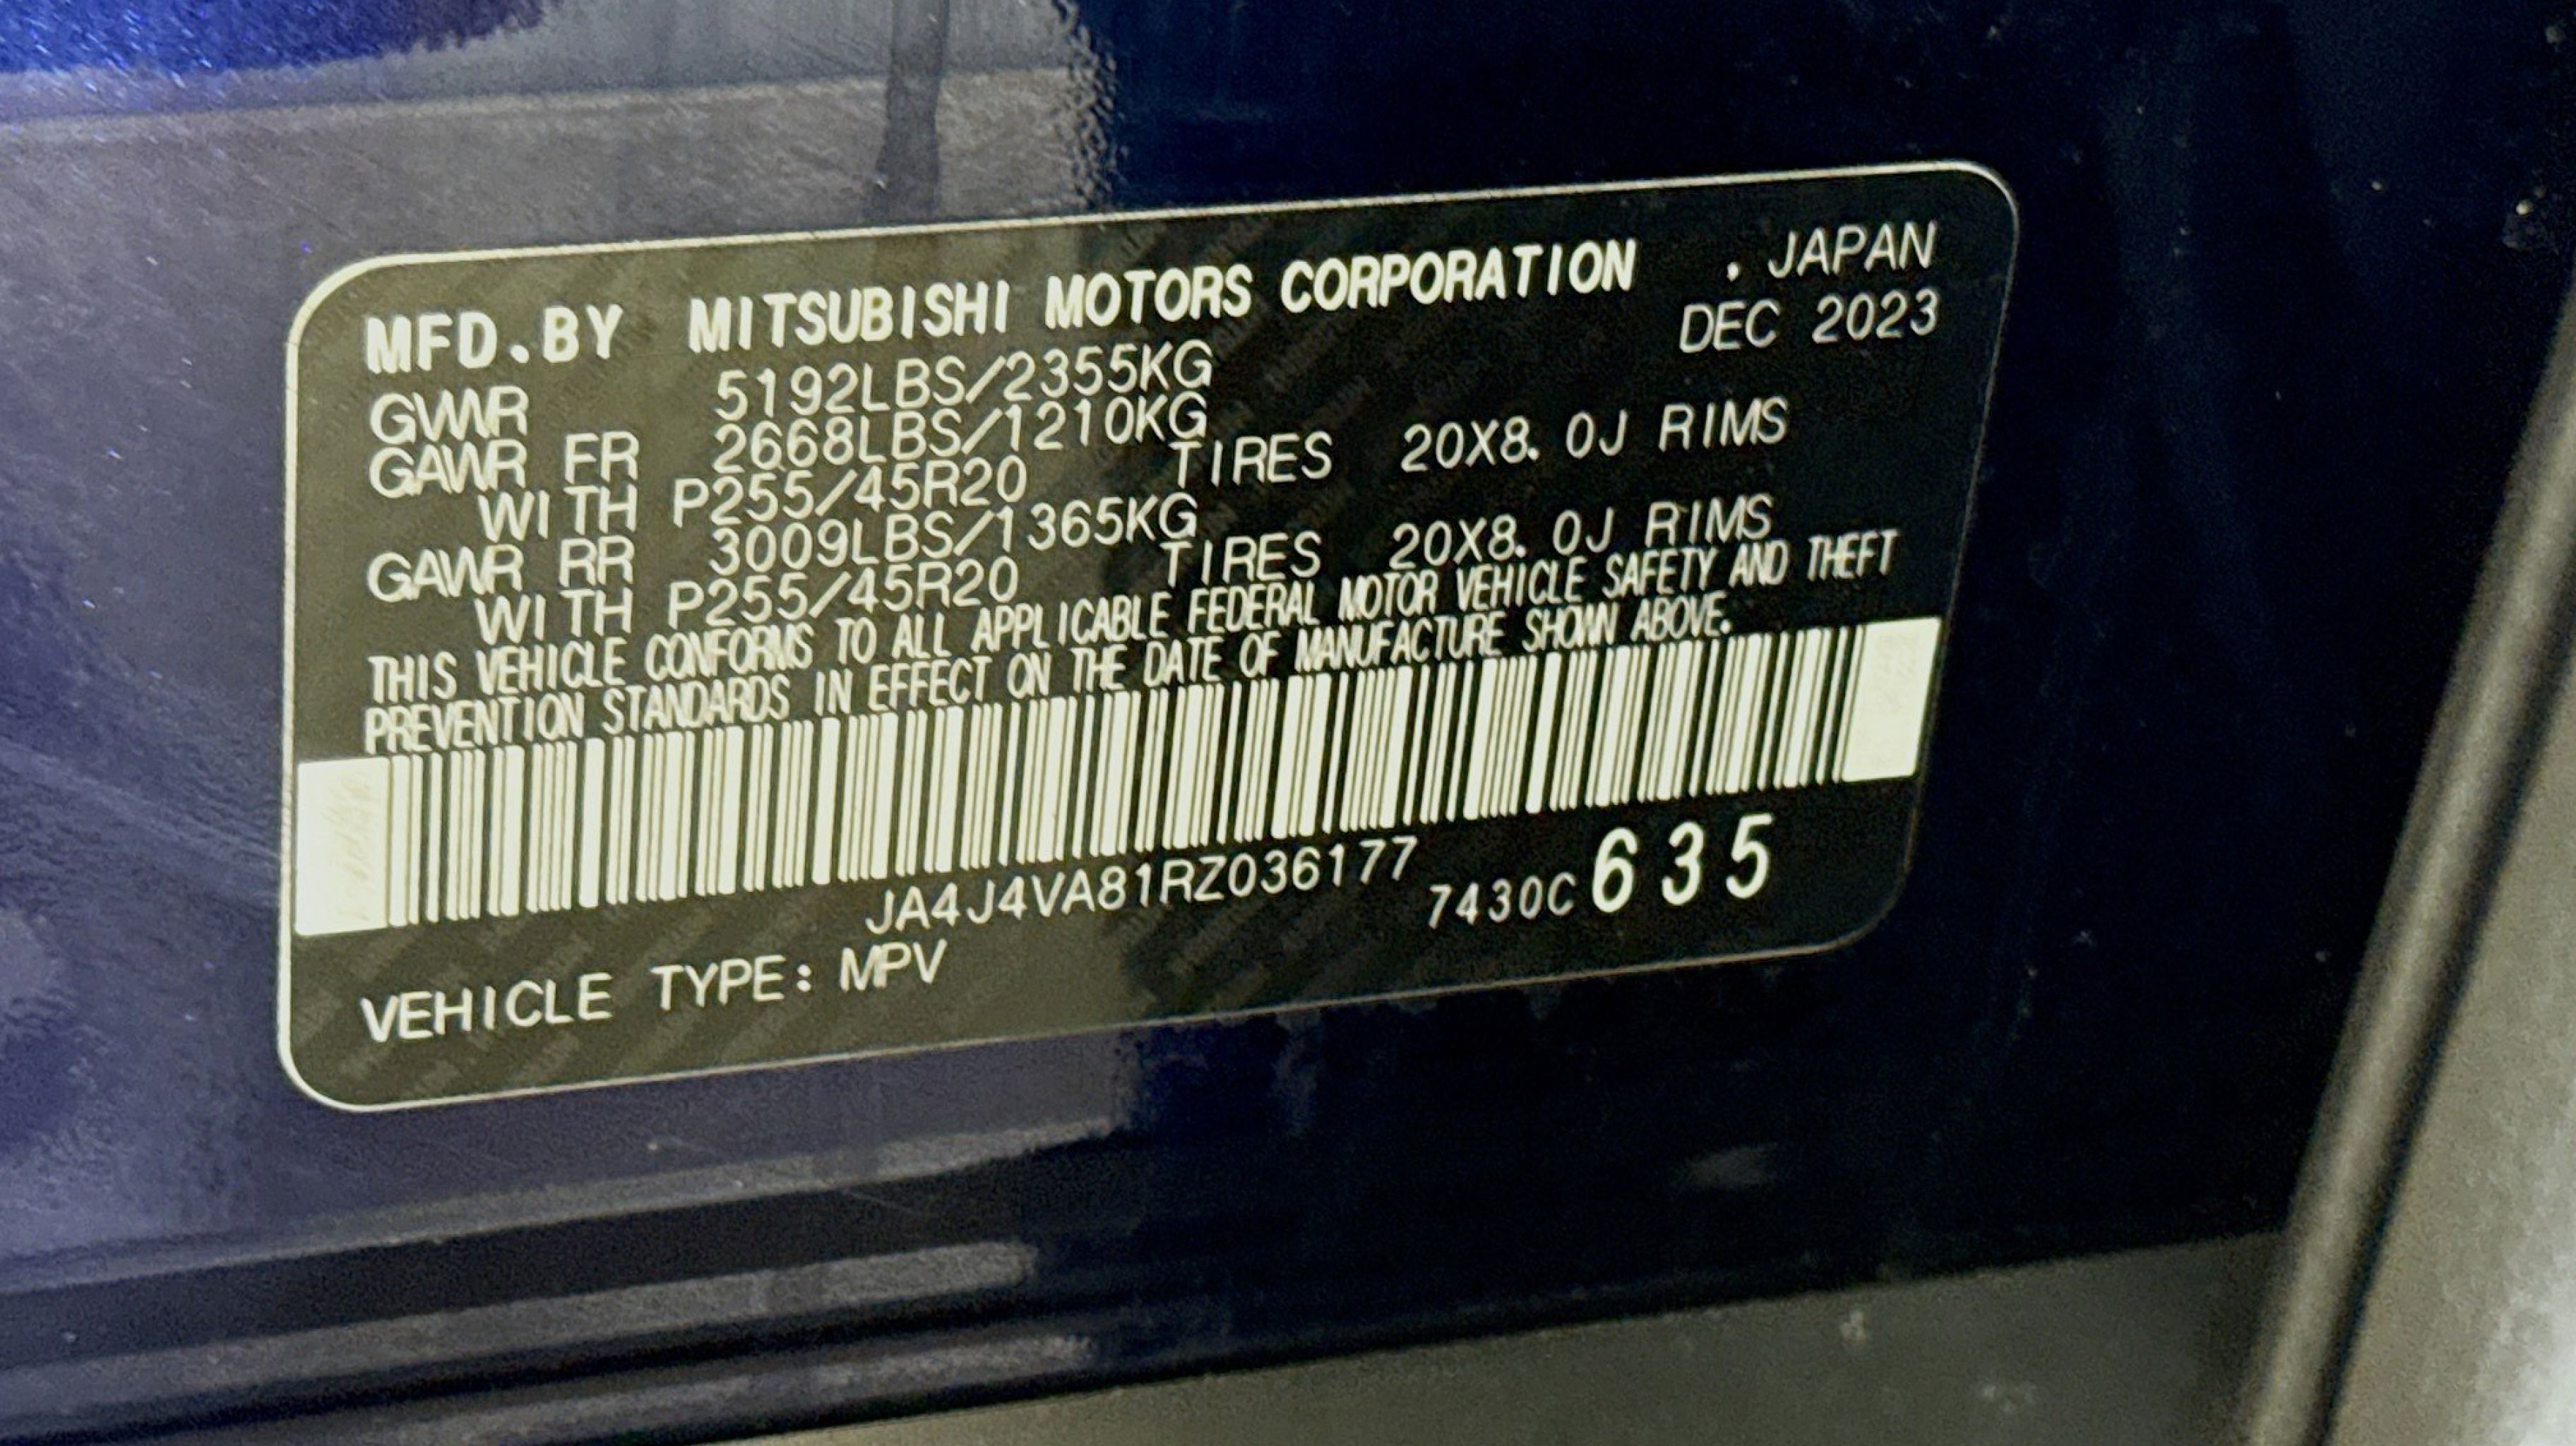 MFD.BY MITSUBISHI MOTORS CORPORATION . JAPAN
DEC 2023
GVWR 5192LBS/2355KG
GAWR FR 2668LBS/1210KG
WITH P255/45R20 TIRES 20X8.0J RIMS
GAWR RR 3009LBS/1365KG
WITH P255/45R20 TIRES 20X8.0J RIMS
THIS VEHICLE CONFORMS TO ALL APPLICABLE FEDERAL MOTOR VEHICLE SAFETY AND THEFT
PREVENTION STANDARDS IN EFFECT ON THE DATE OF MANUFACTURE SHOWN ABOVE.
JA4J4VA81RZ036177 7430C635
VEHICLE TYPE: MPV